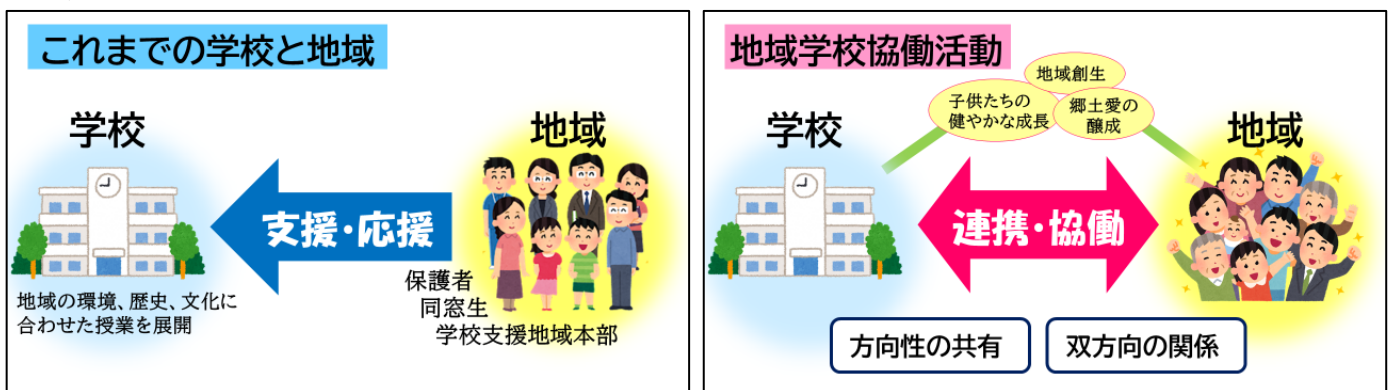 これまでの学校と地域
学校
地域
支援・応援
保護者
同窓生
学校支援地域本部
地域の環境、歴史、文化に
合わせた授業を展開
地域学校協働活動
地域創生
子供たちの
健やかな成長
郷土愛の
醸成
学校
地域
連携・協働
方向性の共有
双方向の関係